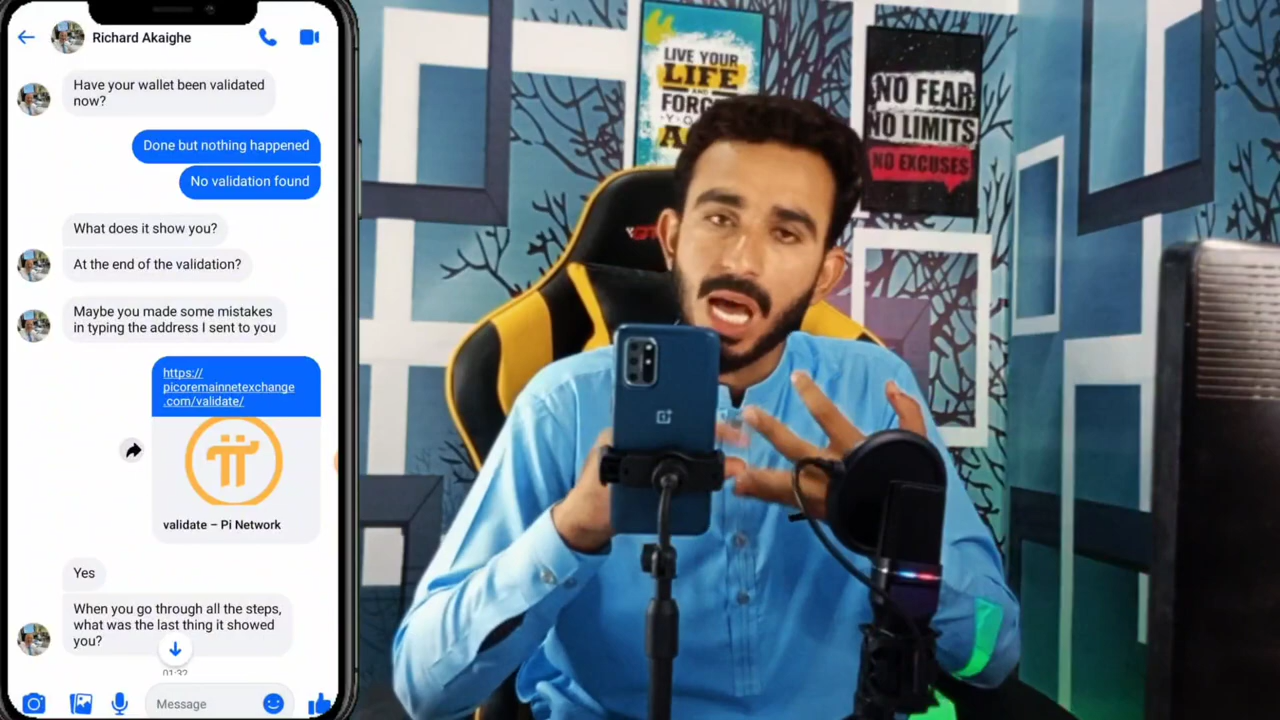 Richard Akaighe
Have your wallet been validated
now?
Done but nothing happened
No validation found
What does it show you?
At the end of the validation?
Maybe you made some mistakes
in typing the address I sent to you
https://
picoremainnetexchange
.com/validate/
validate – Pi Network
Yes
When you go through all the steps,
what was the last thing it showed
you?
01:32
Message
LIVE YOUR
LIFE
AND
NO FEAR
NO LIMITS
NO EXCUSES